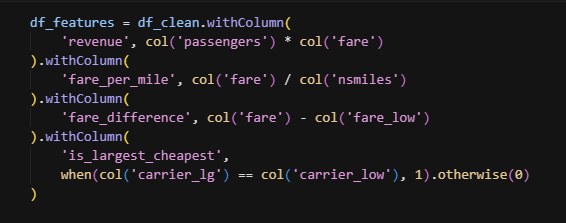 df_features = df_clean.withColumn(
    'revenue', col('passengers') * col('fare')
).withColumn(
    'fare_per_mile', col('fare') / col('nsmiles')
).withColumn(
    'fare_difference', col('fare') - col('fare_low')
).withColumn(
    'is_largest_cheapest',
    when(col('carrier_lg') == col('carrier_low'), 1).otherwise(0)
)